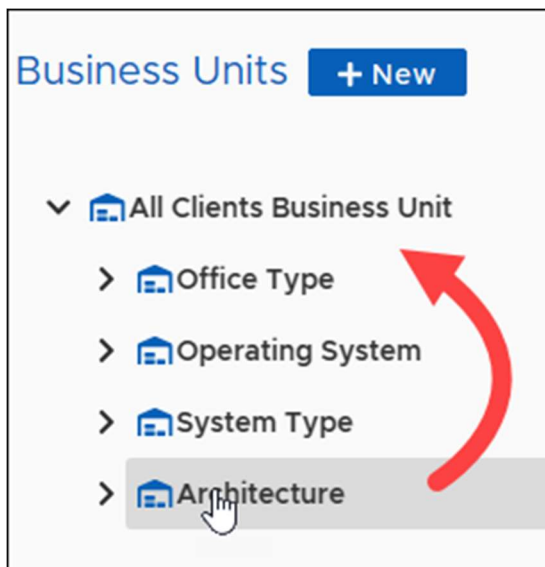 Business Units + New
All Clients Business Unit
Office Type
Operating System
System Type
Architecture